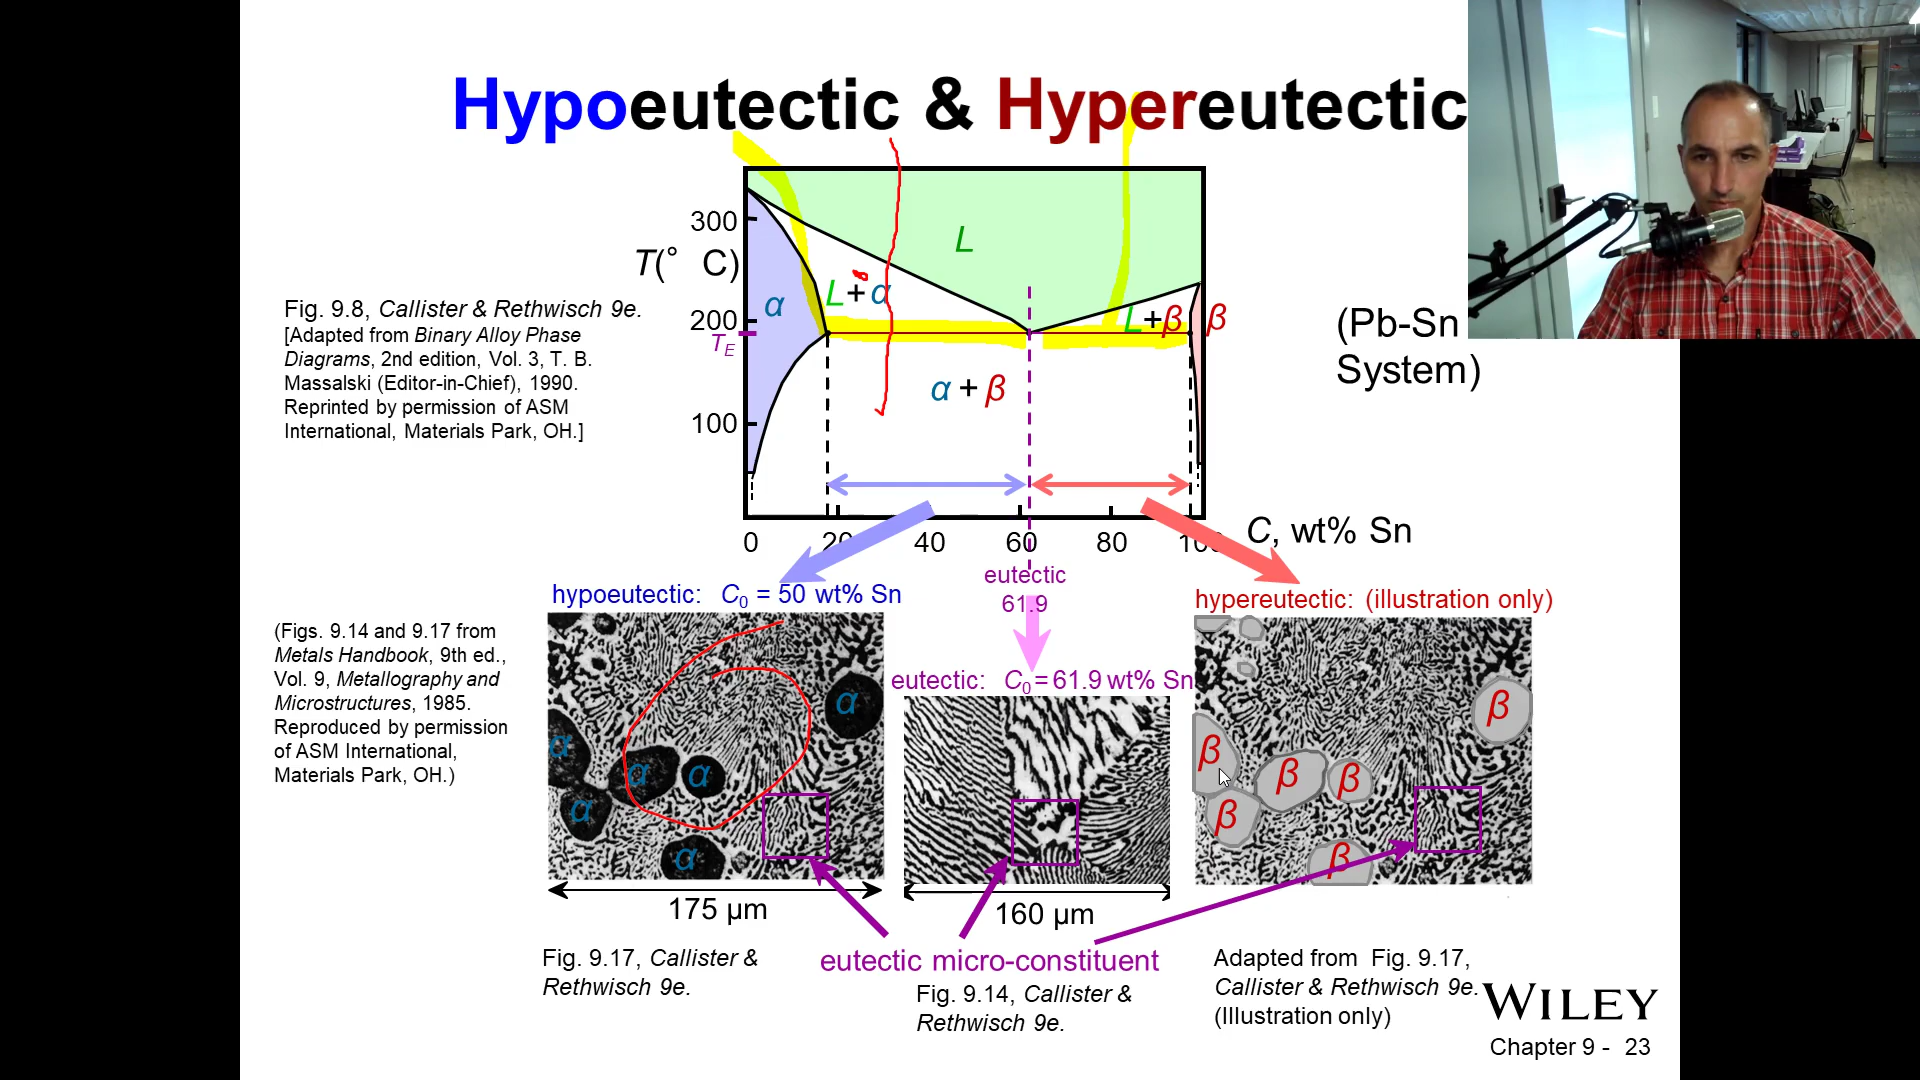 Hypoeutectic & Hypereutectic
300
T(° C)
L
L+α
α
Fig. 9.8, Callister & Rethwisch 9e.
[Adapted from Binary Alloy Phase
Diagrams, 2nd edition, Vol. 3, T. B.
Massalski (Editor-in-Chief), 1990.
Reprinted by permission of ASM
International, Materials Park, OH.]
200
TE
L+β
β
(Pb-Sn
System)
α + β
100
0 20 40 60 80 100
C, wt% Sn
eutectic
61.9
hypoeutectic: C0 = 50 wt% Sn
hypereutectic: (illustration only)
(Figs. 9.14 and 9.17 from
Metals Handbook, 9th ed.,
Vol. 9, Metallography and
Microstructures, 1985.
Reproduced by permission
of ASM International,
Materials Park, OH.)
eutectic: C0 = 61.9 wt% Sn
α
α
α
α
α
α
β
β
β
β
β
β
175 μm
160 μm
eutectic micro-constituent
Fig. 9.17, Callister &
Rethwisch 9e.
Fig. 9.14, Callister &
Rethwisch 9e.
Adapted from Fig. 9.17,
Callister & Rethwisch 9e.
(Illustration only)
WILEY
Chapter 9 - 23